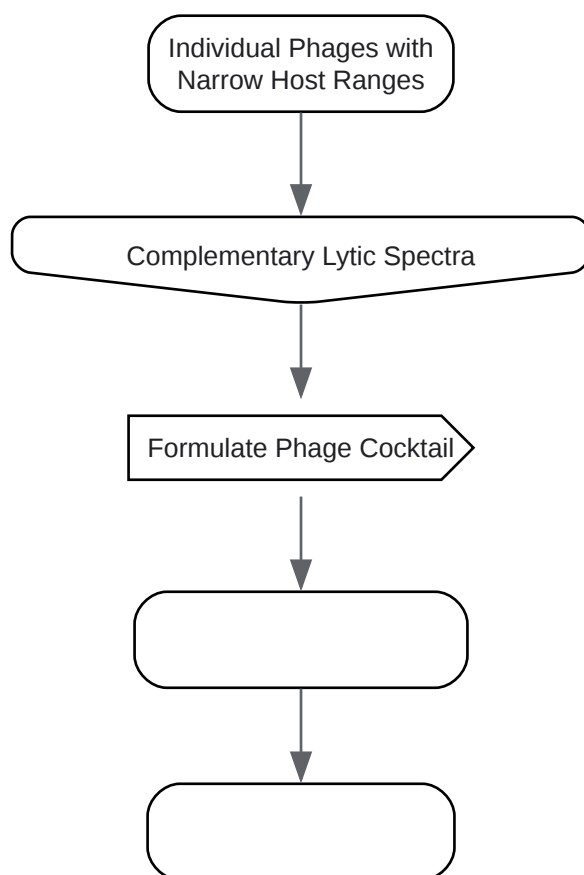 Individual Phages with
Narrow Host Ranges
Complementary Lytic Spectra
Formulate Phage Cocktail